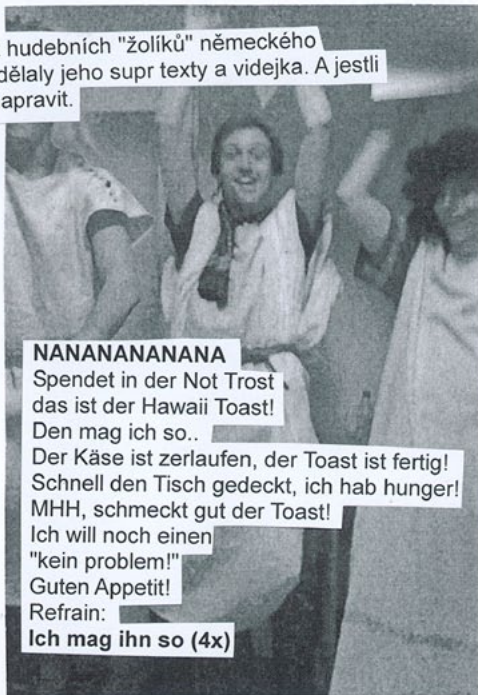 hudebních "žolíků" německého
dělaly jeho supr texty a videjka. A jestli
apravit.
NANANANANANA
Spendet in der Not Trost
das ist der Hawaii Toast!
Den mag ich so..
Der Käse ist zerlaufen, der Toast ist fertig!
Schnell den Tisch gedeckt, ich hab hunger!
MHH, schmeckt gut der Toast!
Ich will noch einen
"kein problem!"
Guten Appetit!
Refrain:
Ich mag ihn so (4x)